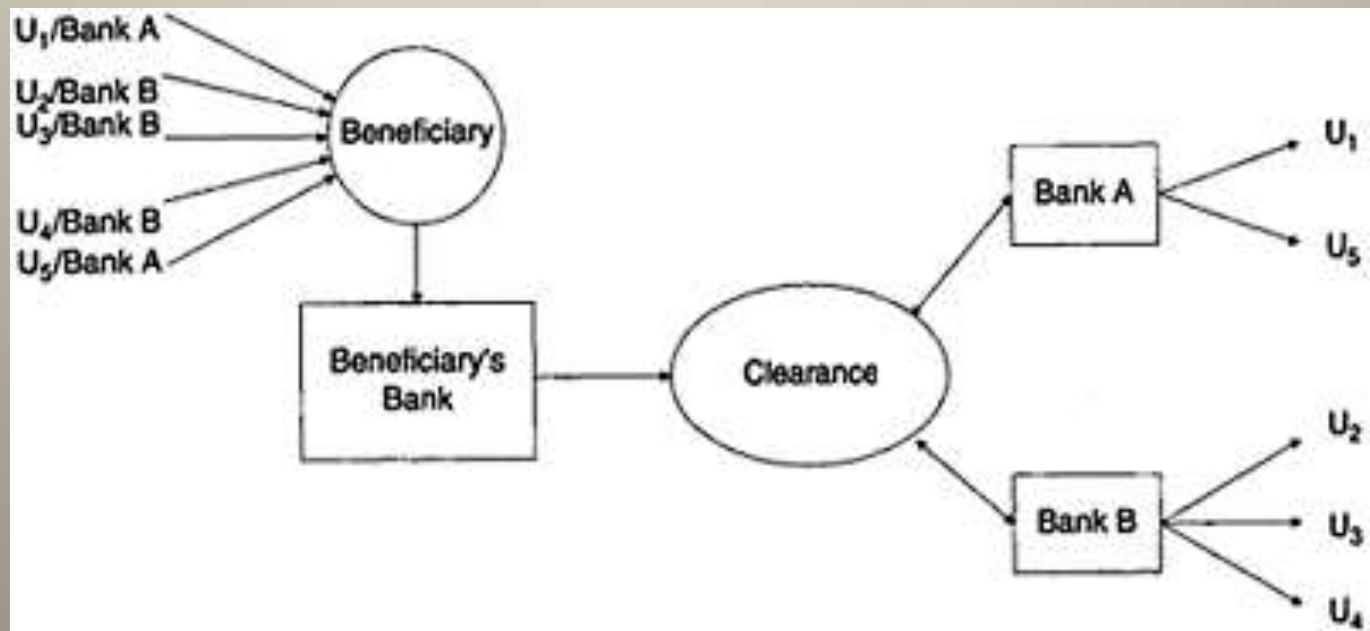 U₁/Bank A
U₂/Bank B
U₃/Bank B
U₄/Bank B
U₅/Bank A
Beneficiary
Beneficiary's
Bank
Clearance
Bank A
U₁
U₅
Bank B
U₂
U₃
U₄